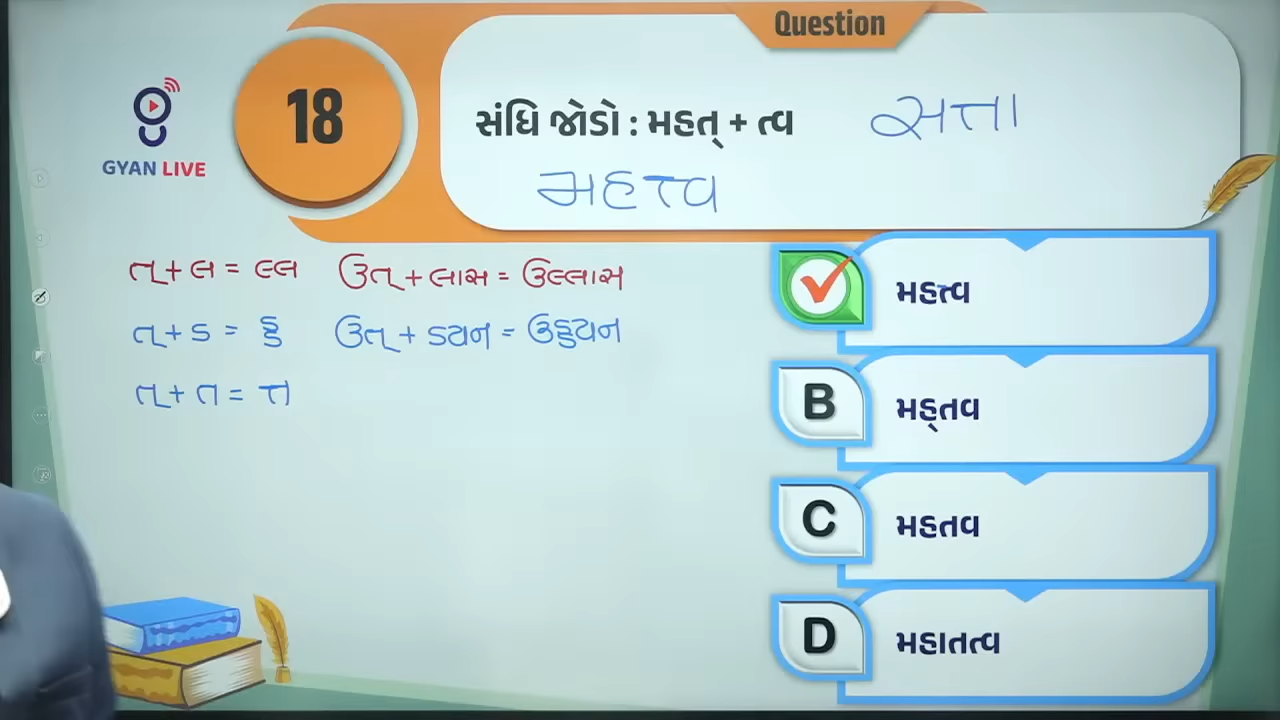 Question
18
GYAN LIVE
સંધિ જોડો : મહત્ + ત્વ સત્તા
મહત્ત્વ
ત્ + લ = લ્લ ઉત્ + લાસ = ઉલ્લાસ
ત્ + ડ = ડ્ડ ઉત્ + ડયન = ઉડ્ડયન
ત્ + ત = ત્ત
મહત્ત્વ
B મહ્તવ
C મહતવ
D મહાતત્વ